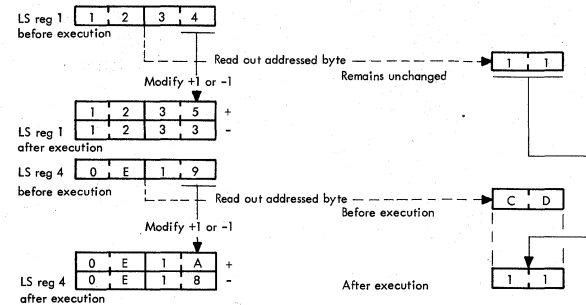 LS reg 1 1 2 3 4
before execution
Read out addressed byte
Remains unchanged 1 1
Modify +1 or -1
1 2 3 5 +
LS reg 1 1 2 3 3 -
after execution
LS reg 4 0 E 1 9
before execution
Read out addressed byte C D
Before execution
Modify +1 or -1
0 E 1 A +
LS reg 4 0 E 1 8 -
after execution
After execution 1 1